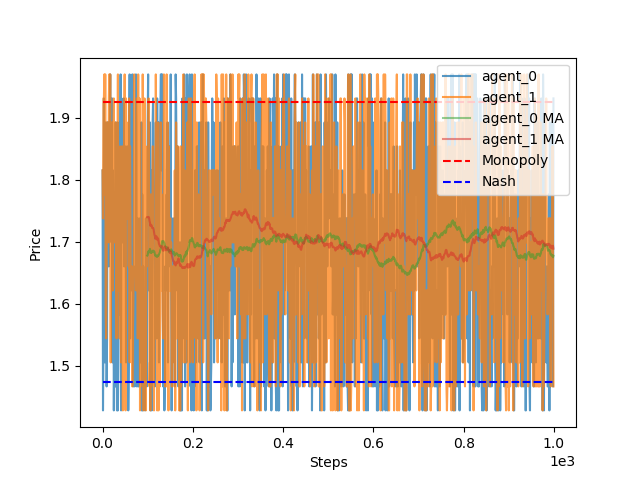 agent_0
agent_1
agent_0 MA
agent_1 MA
Monopoly
Nash
Price
1.9
1.8
1.7
1.6
1.5
0.0 0.2 0.4 0.6 0.8 1.0
Steps
1e3